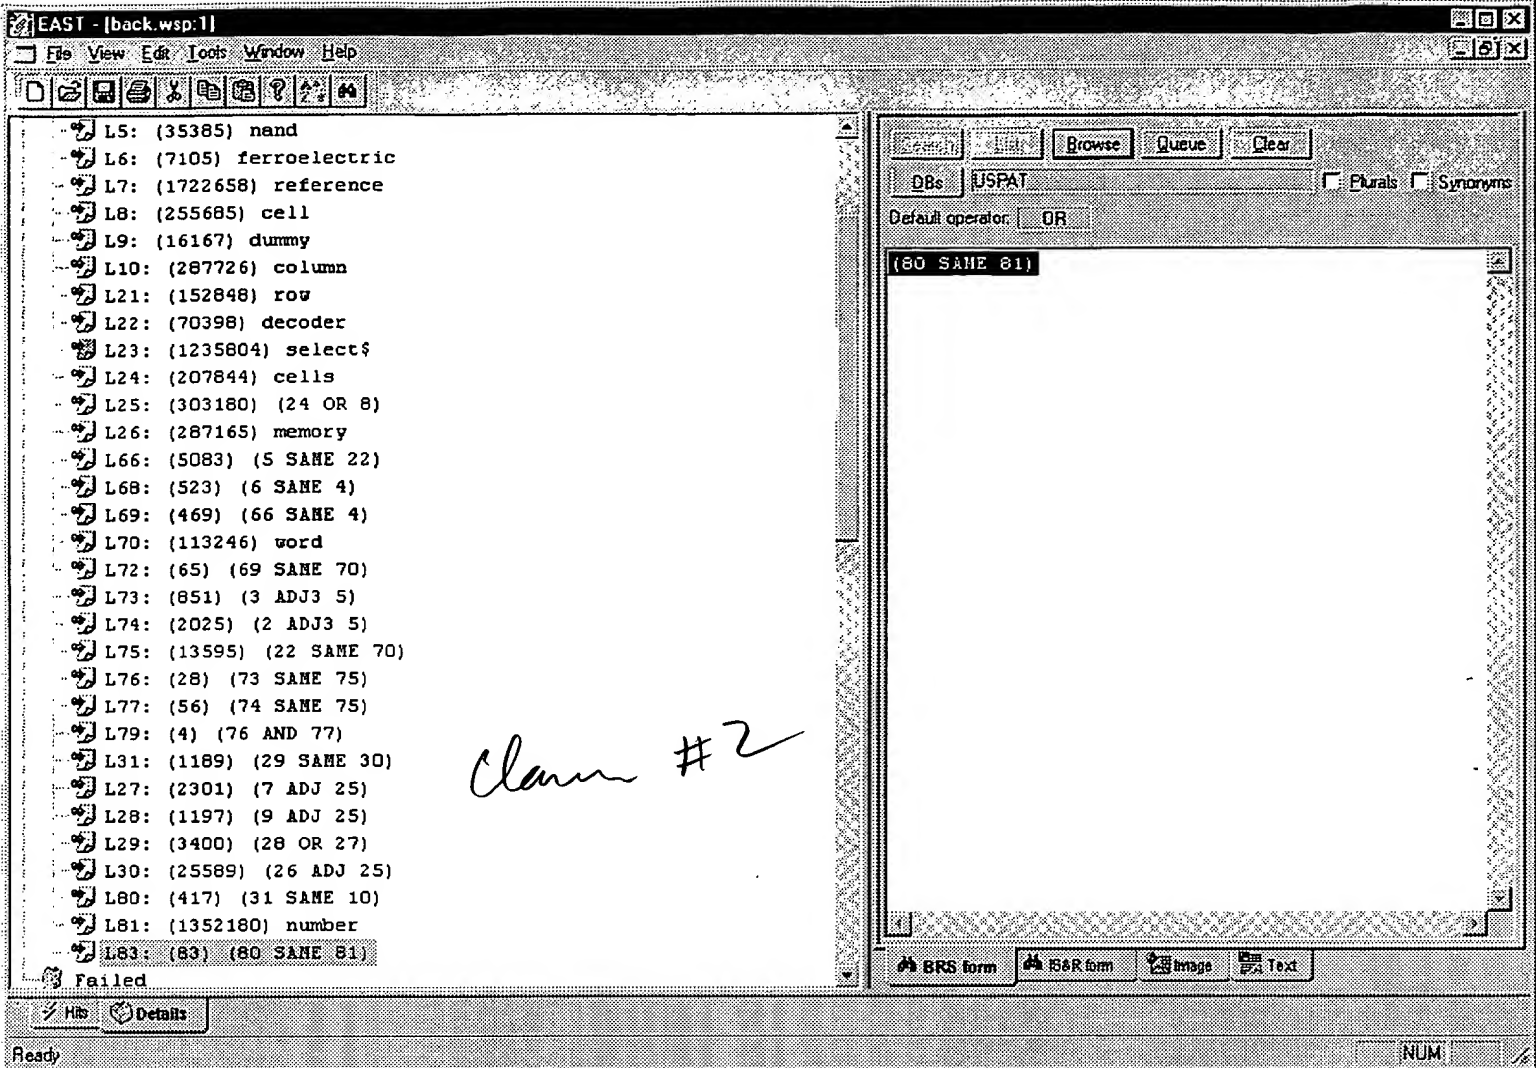 EAST - [back.wsp:1]
File View Edit Tools Window Help
L5: (35385) nand
L6: (7105) ferroelectric
L7: (1722658) reference
L8: (255685) cell
L9: (16167) dummy
L10: (287726) column
L21: (152848) row
L22: (70398) decoder
L23: (1235804) select$
L24: (207844) cells
L25: (303180) (24 OR 8)
L26: (287165) memory
L66: (5083) (5 SAME 22)
L68: (523) (6 SAME 4)
L69: (469) (66 SAME 4)
L70: (113246) word
L72: (65) (69 SAME 70)
L73: (851) (3 ADJ3 5)
L74: (2025) (2 ADJ3 5)
L75: (13595) (22 SAME 70)
L76: (28) (73 SAME 75)
L77: (56) (74 SAME 75)
L79: (4) (76 AND 77)
L31: (1189) (29 SAME 30)
L27: (2301) (7 ADJ 25)
L28: (1197) (9 ADJ 25)
L29: (3400) (28 OR 27)
L30: (25589) (26 ADJ 25)
L80: (417) (31 SAME 10)
L81: (1352180) number
L83: (83) (80 SAME 81)
Failed
Claim #2
Hits Details
Search List Browse Queue Clear
DBs USPAT Plurals Synonyms
Default operator: OR
(80 SAME 81)
BRS form IS&R form Image Text
Ready NUM